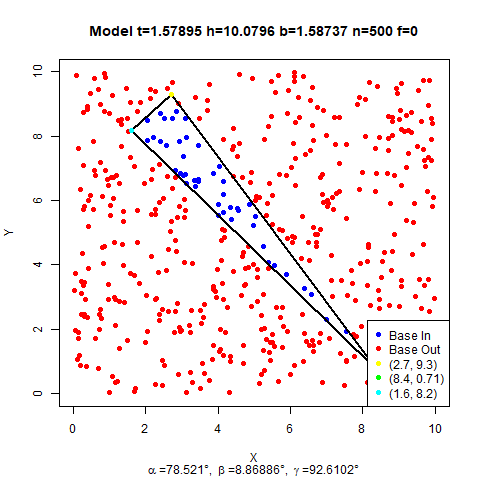 Model t=1.57895 h=10.0796 b=1.58737 n=500 f=0
10
8
6
4
2
0
Y
Base In
Base Out
(2.7, 9.3)
(8.4, 0.71)
(1.6, 8.2)
0 2 4 6 8 10
X
α =78.521°, β =8.86886°, γ =92.6102°